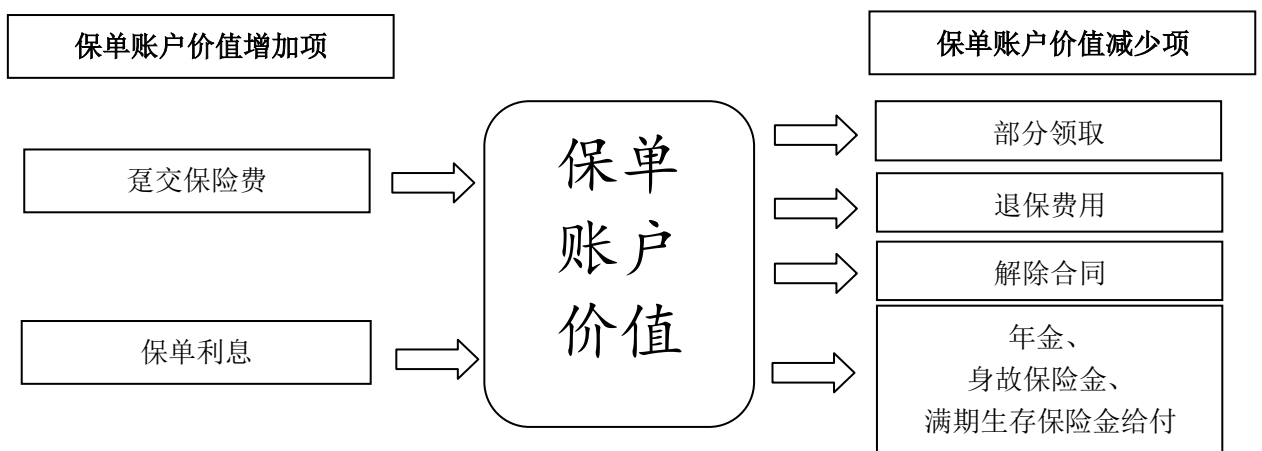 保单账户价值增加项
保单账户价值减少项
趸交保险费
保单利息
保单
账户
价值
部分领取
退保费用
解除合同
年金、
身故保险金、
满期生存保险金给付